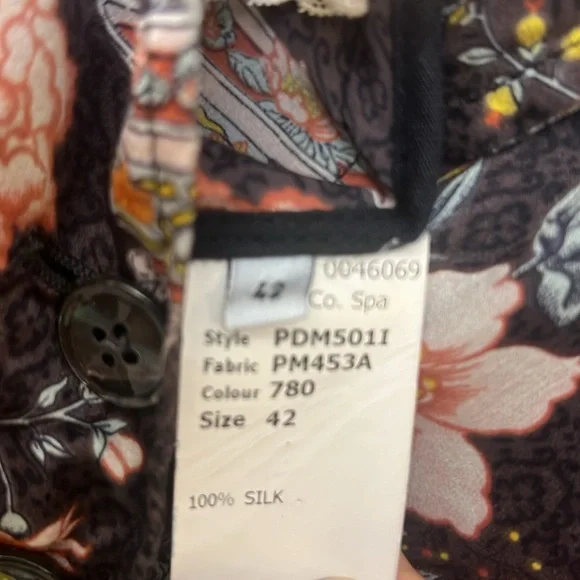 42
0046069
Co. Spa
Style PDM501I
Fabric PM453A
Colour 780
Size 42
100% SILK